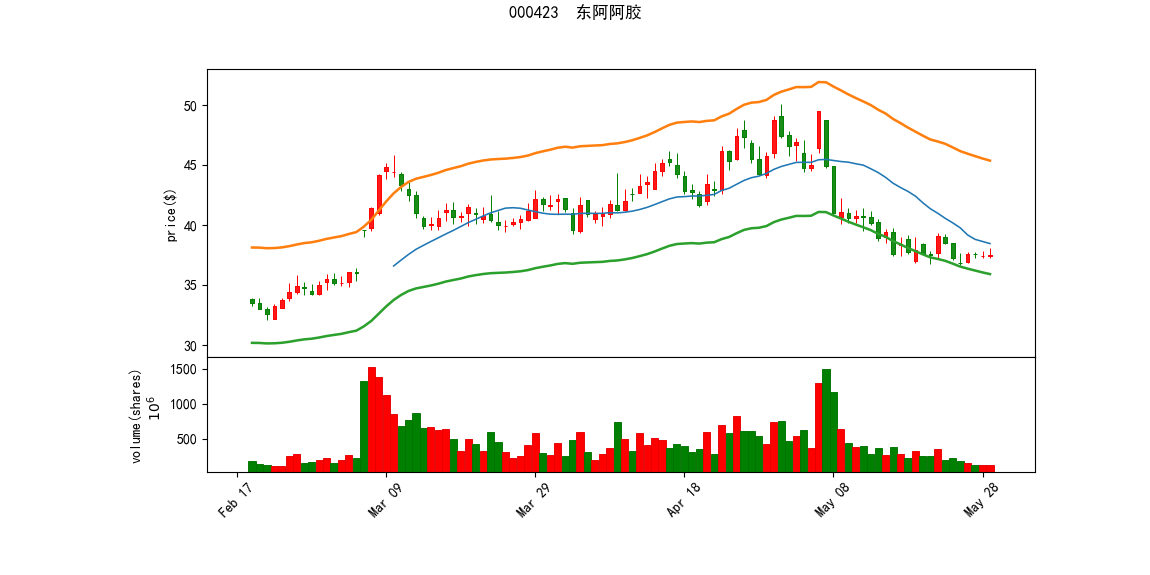 000423 东阿阿胶
price($)
50
45
40
35
30
volume(shares)
10^6
1500
1000
500
Feb 17
Mar 09
Mar 29
Apr 18
May 08
May 28